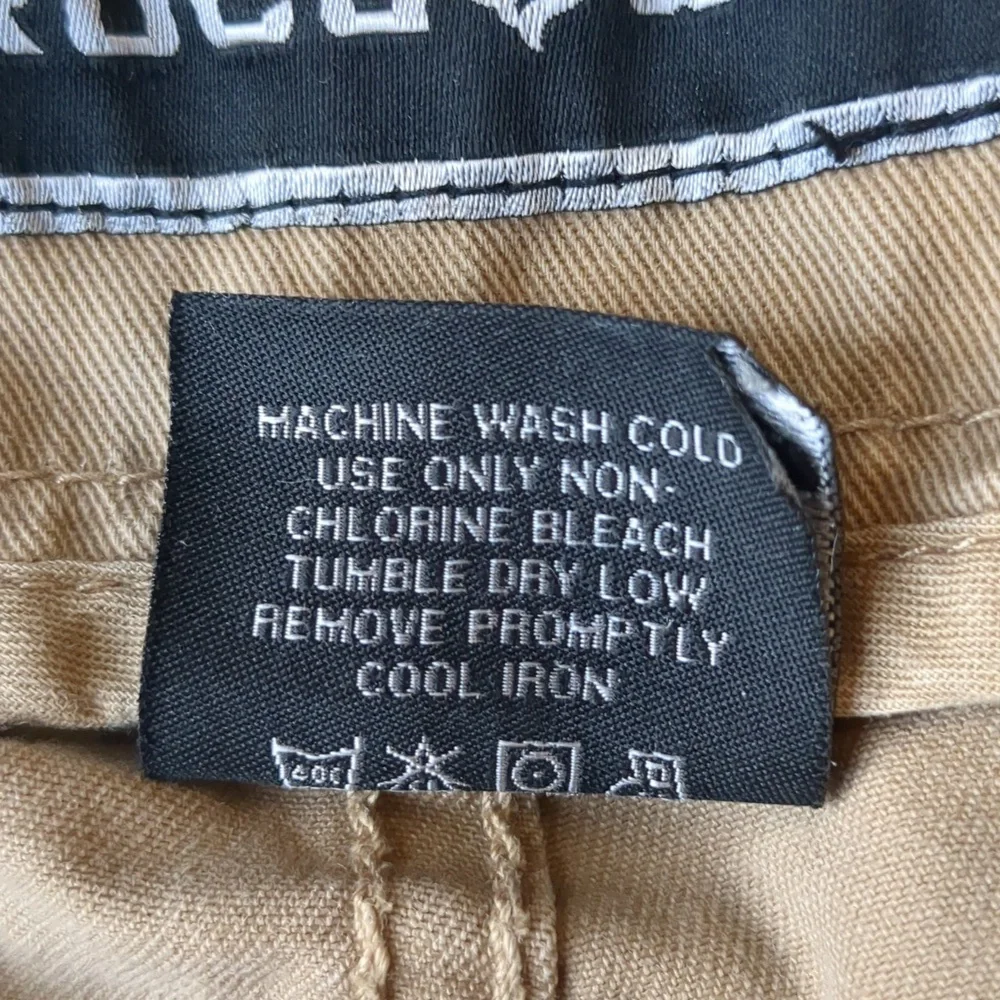 MACHINE WASH COLD
USE ONLY NON-
CHLORINE BLEACH
TUMBLE DRY LOW
REMOVE PROMPTLY
COOL IRON